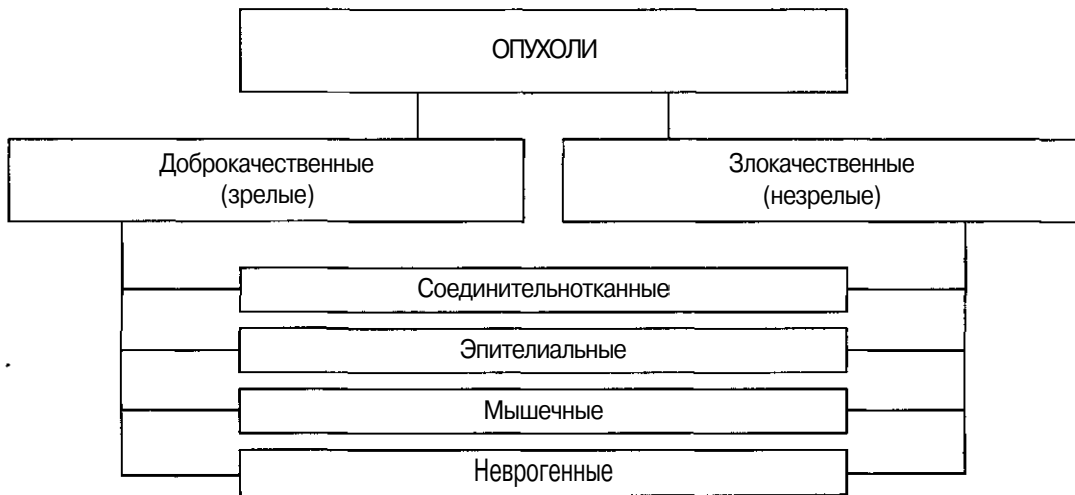 ОПУХОЛИ
Доброкачественные
(зрелые)
Злокачественные
(незрелые)
Соединительнотканные
Эпителиальные
Мышечные
Неврогенные